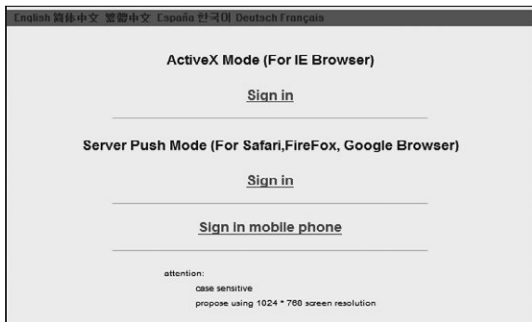 English 简体中文 繁體中文 España 한국어 Deutsch Français
ActiveX Mode (For IE Browser)
Sign in
Server Push Mode (For Safari,FireFox, Google Browser)
Sign in
Sign in mobile phone
attention:
case sensitive
propose using 1024 * 768 screen resolution